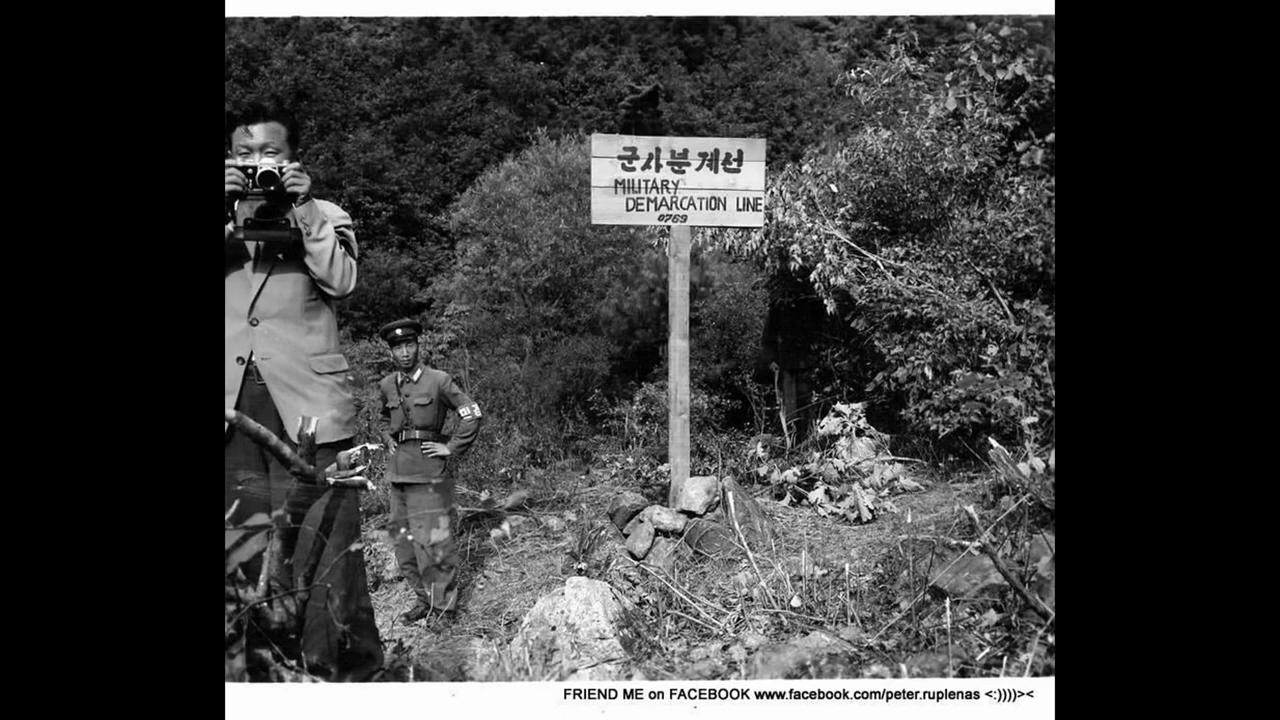 군사분계선
MILITARY
DEMARCATION LINE
0769
FRIEND ME on FACEBOOK www.facebook.com/peter.ruplenas <:))))><